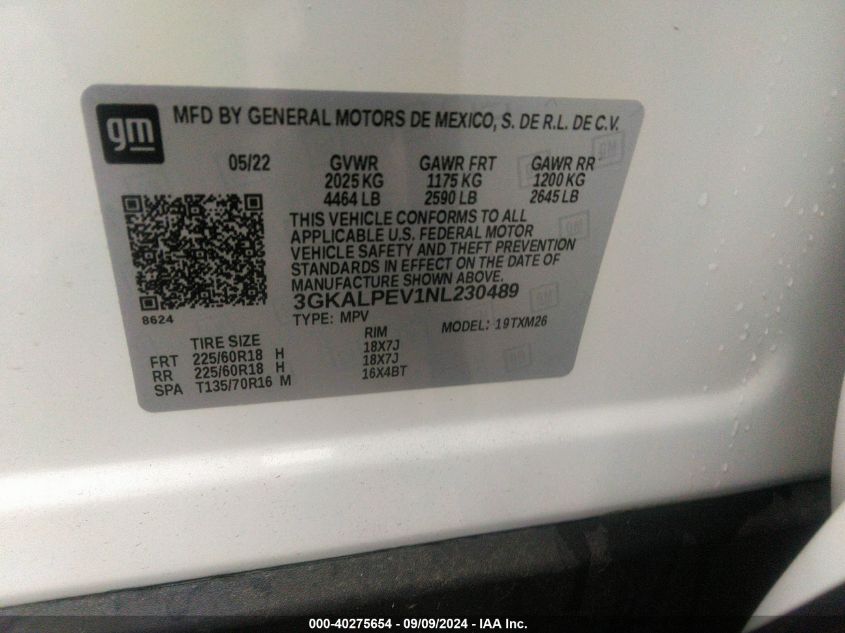 gm
MFD BY GENERAL MOTORS DE MEXICO, S. DE R.L. DE C.V.
05/22 GVWR GAWR FRT GAWR RR
2025 KG 1175 KG 1200 KG
4464 LB 2590 LB 2645 LB
THIS VEHICLE CONFORMS TO ALL
APPLICABLE U.S. FEDERAL MOTOR
VEHICLE SAFETY AND THEFT PREVENTION
STANDARDS IN EFFECT ON THE DATE OF
MANUFACTURE SHOWN ABOVE.
3GKALPEV1NL230489
8624
TYPE: MPV MODEL: 19TXM26
TIRE SIZE RIM
FRT 225/60R18 H 18X7J
RR 225/60R18 H 18X7J
SPA T135/70R16 M 16X4BT
000-40275654 - 09/09/2024 - IAA Inc.